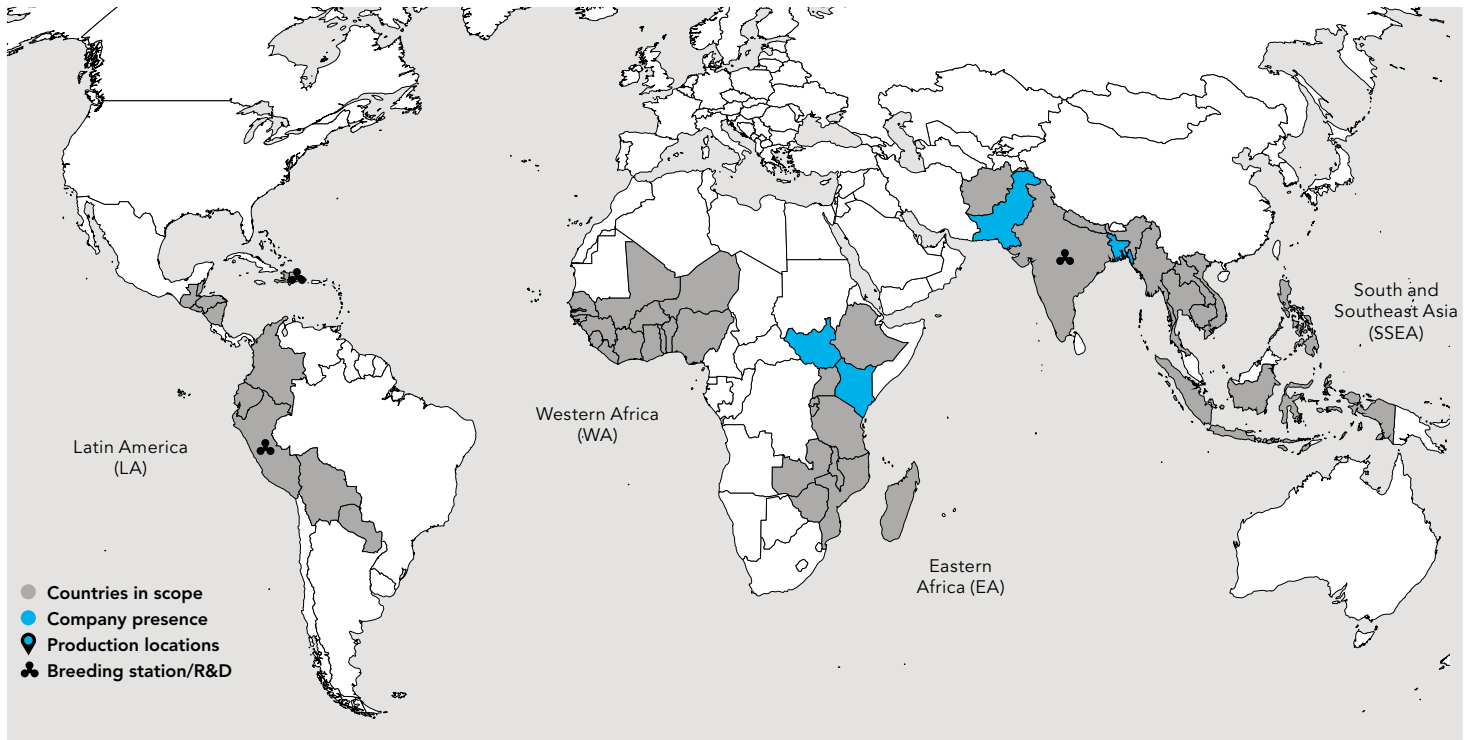 South and
Southeast Asia
(SSEA)
Western Africa
(WA)
Latin America
(LA)
Eastern
Africa (EA)
Countries in scope
Company presence
Production locations
Breeding station/R&D